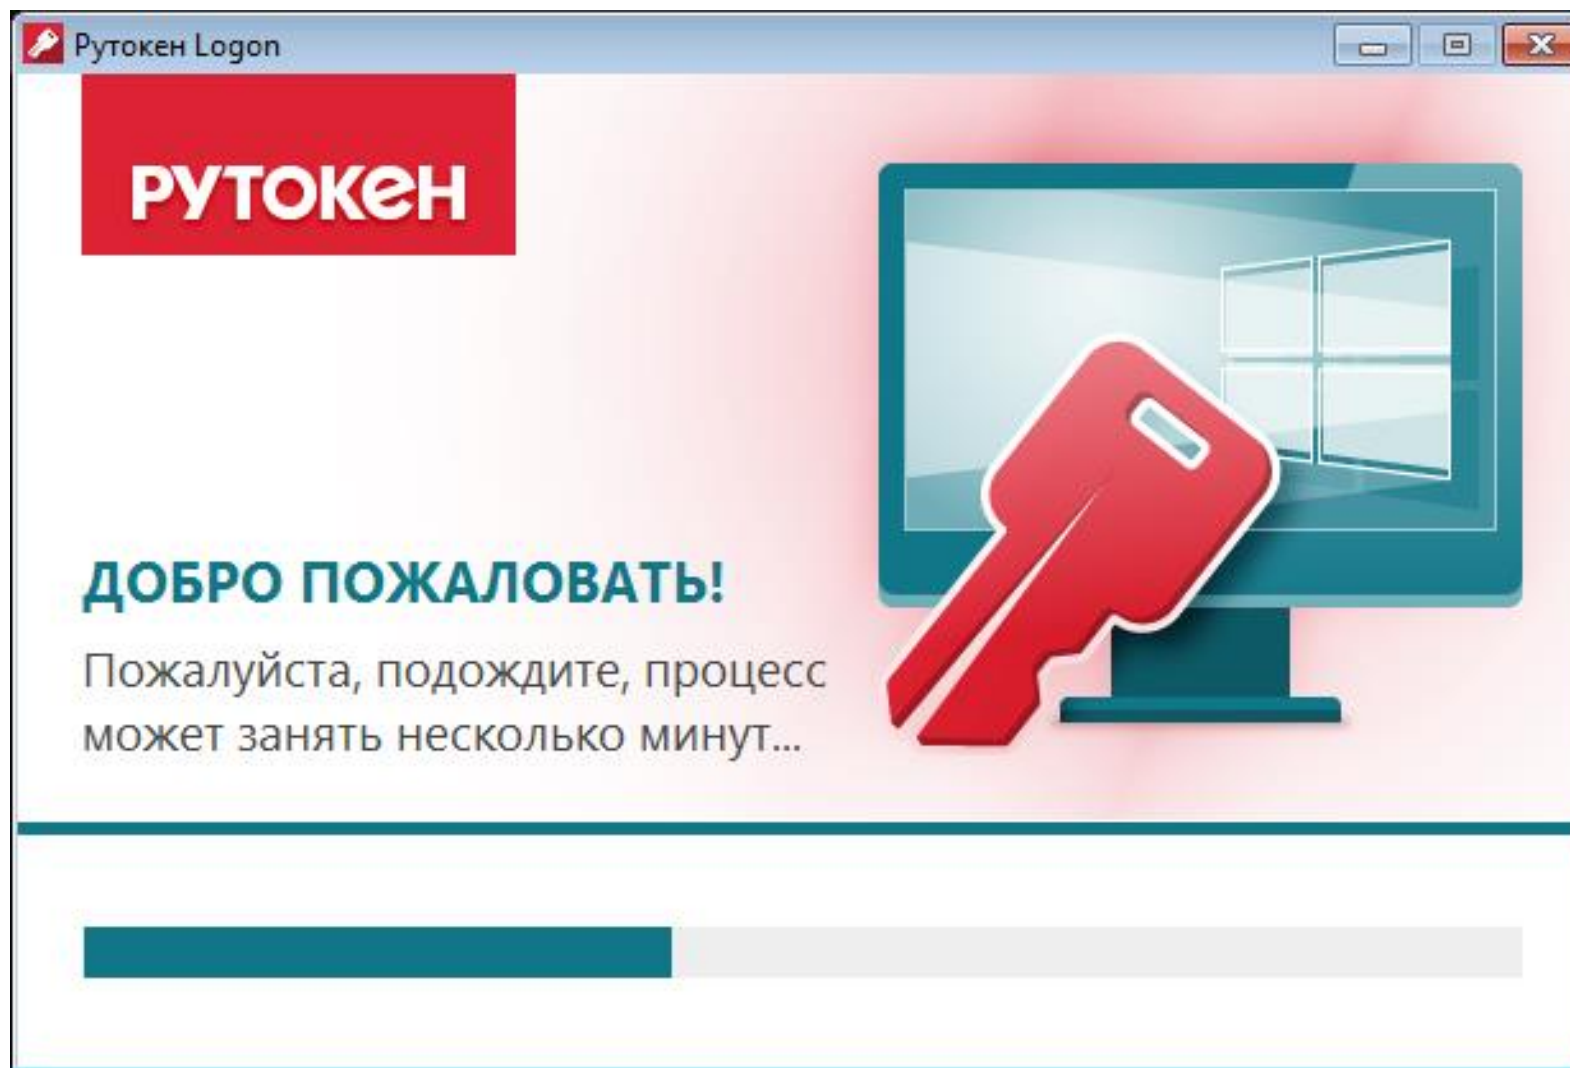 Рутокен Logon
РУТОКЕН
ДОБРО ПОЖАЛОВАТЬ!
Пожалуйста, подождите, процесс
может занять несколько минут...